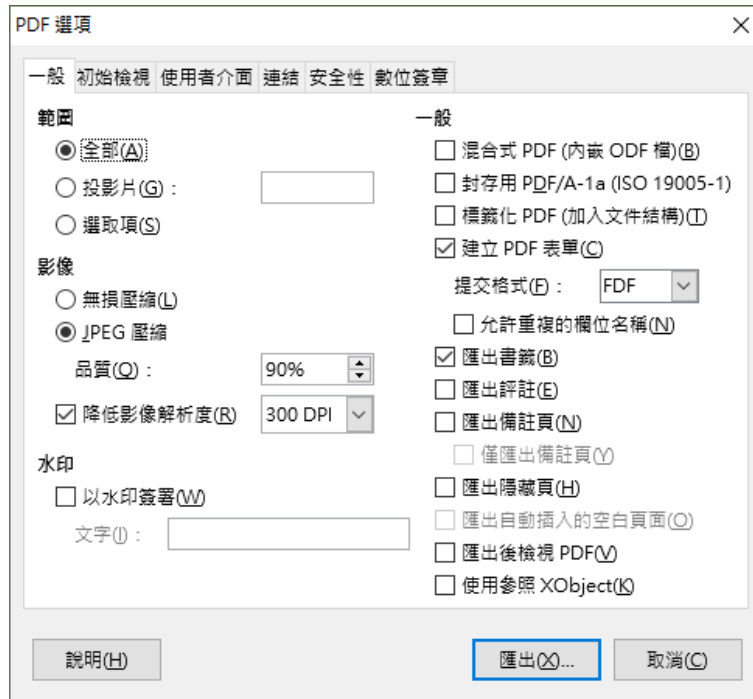 PDF 選項
一般 初始檢視 使用者介面 連結 安全性 數位簽章
範圍
全部(A)
投影片(G)：
選取項(S)
影像
無損壓縮(L)
JPEG 壓縮
品質(Q)： 90%
降低影像解析度(R) 300 DPI
水印
以水印簽署(W)
文字(I)：
一般
混合式 PDF (內嵌 ODF 檔)(B)
封存用 PDF/A-1a (ISO 19005-1)
標籤化 PDF (加入文件結構)(T)
建立 PDF 表單(C)
提交格式(F)： FDF
允許重複的欄位名稱(N)
匯出書籤(B)
匯出評註(E)
匯出備註頁(N)
僅匯出備註頁(Y)
匯出隱藏頁(H)
匯出自動插入的空白頁面(O)
匯出後檢視 PDF(V)
使用參照 XObject(K)
說明(H) 匯出(X)... 取消(C)